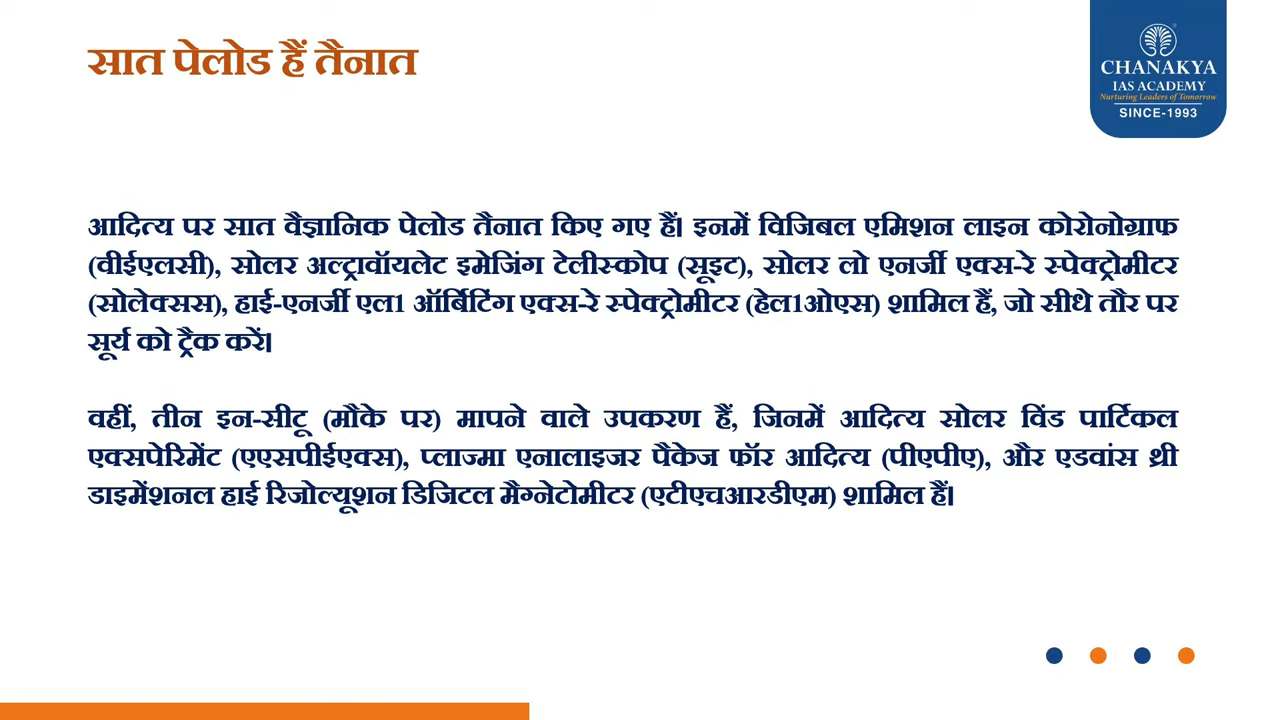 सात पेलोड हैं तैनात
CHANAKYA
IAS ACADEMY
Nurturing Leaders of Tomorrow
SINCE-1993
आदित्य पर सात वैज्ञानिक पेलोड तैनात किए गए हैं। इनमें विजिबल एमिशन लाइन कोरोनोग्राफ
(वीईएलसी), सोलर अल्ट्रावॉयलेट इमेजिंग टेलीस्कोप (सूइट), सोलर लो एनर्जी एक्स-रे स्पेक्ट्रोमीटर
(सोलेक्सस), हाई-एनर्जी एल1 ऑर्बिटिंग एक्स-रे स्पेक्ट्रोमीटर (हेल1ओएस) शामिल हैं, जो सीधे तौर पर
सूर्य को ट्रैक करें।
वहीं, तीन इन-सीटू (मौके पर) मापने वाले उपकरण हैं, जिनमें आदित्य सोलर विंड पार्टिकल
एक्सपेरिमेंट (एएसपीईएक्स), प्लाज्मा एनालाइजर पैकेज फॉर आदित्य (पीएपीए), और एडवांस थ्री
डाइमेंशनल हाई रिजोल्यूशन डिजिटल मैग्नेटोमीटर (एटीएचआरडीएम) शामिल हैं।